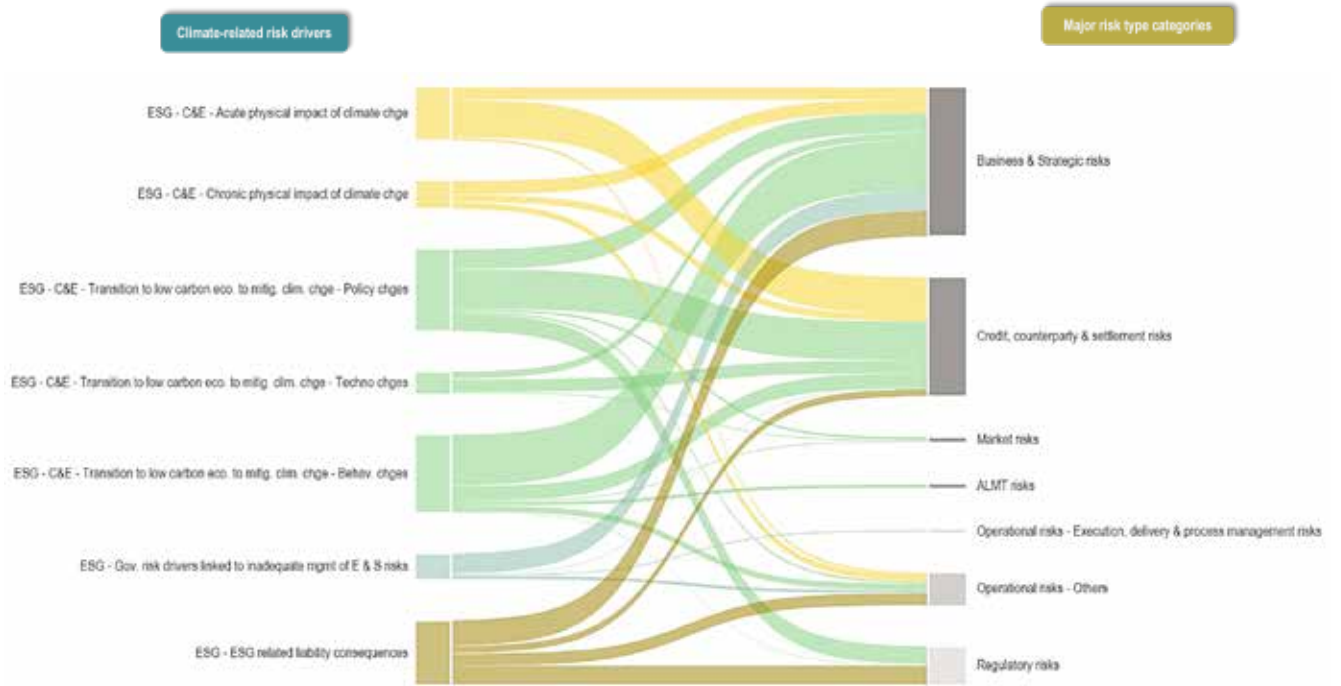 Climate-related risk drivers
Major risk type categories
ESG - C&E - Acute physical impact of climate chge
ESG - C&E - Chronic physical impact of climate chge
ESG - C&E - Transition to low carbon eco. to mitig. clim. chge - Policy chges
ESG - C&E - Transition to low carbon eco. to mitig. clim. chge - Techno chges
ESG - C&E - Transition to low carbon eco. to mitig. clim. chge - Behav. chges
ESG - Gov. risk drivers linked to inadequate mgmt of E & S risks
ESG - ESG related liability consequences
Business & Strategic risks
Credit, counterparty & settlement risks
Market risks
ALMT risks
Operational risks - Execution, delivery & process management risks
Operational risks - Others
Regulatory risks